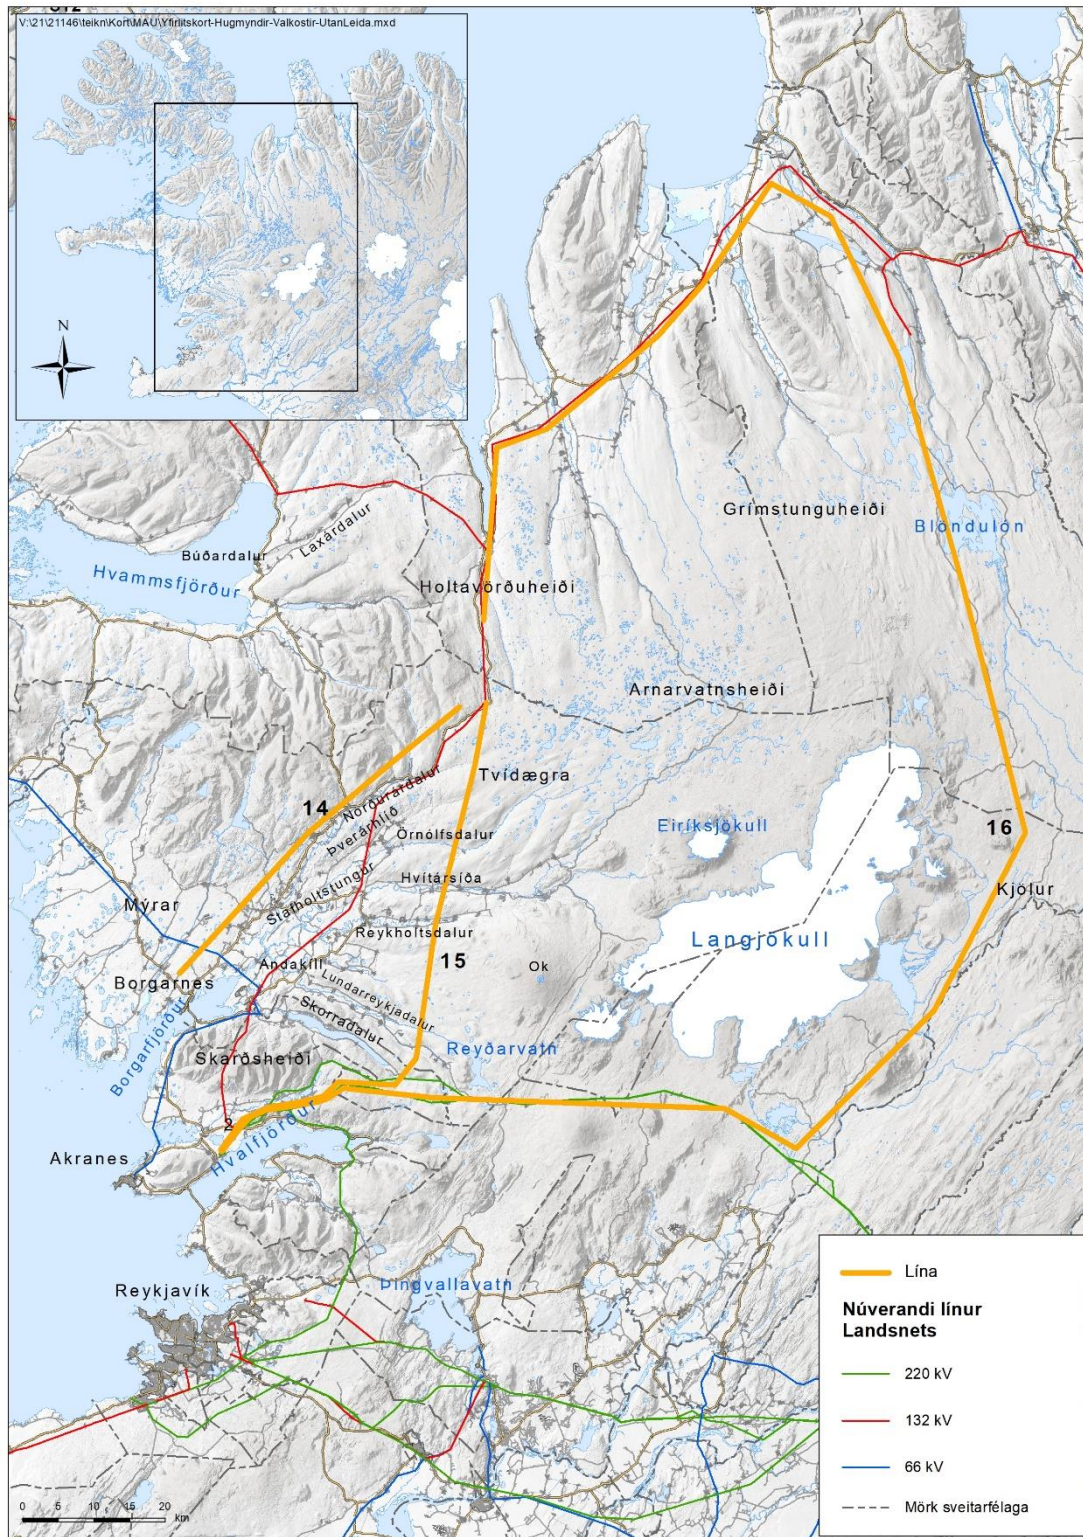 V:\21\21146\teikn\Kort\MAU\Yfirlitskort-Hugmyndir-Valkostir-UtanLeida.mxd
N
Grímstunguheiði
Blöndulón
Laxárdalur
Búðardalur
Hvammsfjörður
Holtavörðuheiði
Arnarvatnsheiði
Tvídægra
14
Norðurárdalur
Þverárhlíð
Örnólfsdalur
Eiríksjökull
16
Stafholtstungur
Hvítársíða
Kjölur
Mýrar
Reykholtsdalur
Langjökull
15
Andakíll
Ok
Borgarnes
Lundarreykjadalur
Skorradalur
Borgarfjörður
Skarðsheiði
Reyðarvatn
2
Hvalfjörður
Akranes
Reykjavík
Þingvallavatn
Lína
Núverandi línur
Landsnets
220 kV
132 kV
66 kV
Mörk sveitarfélaga
0 5 10 15 20
km